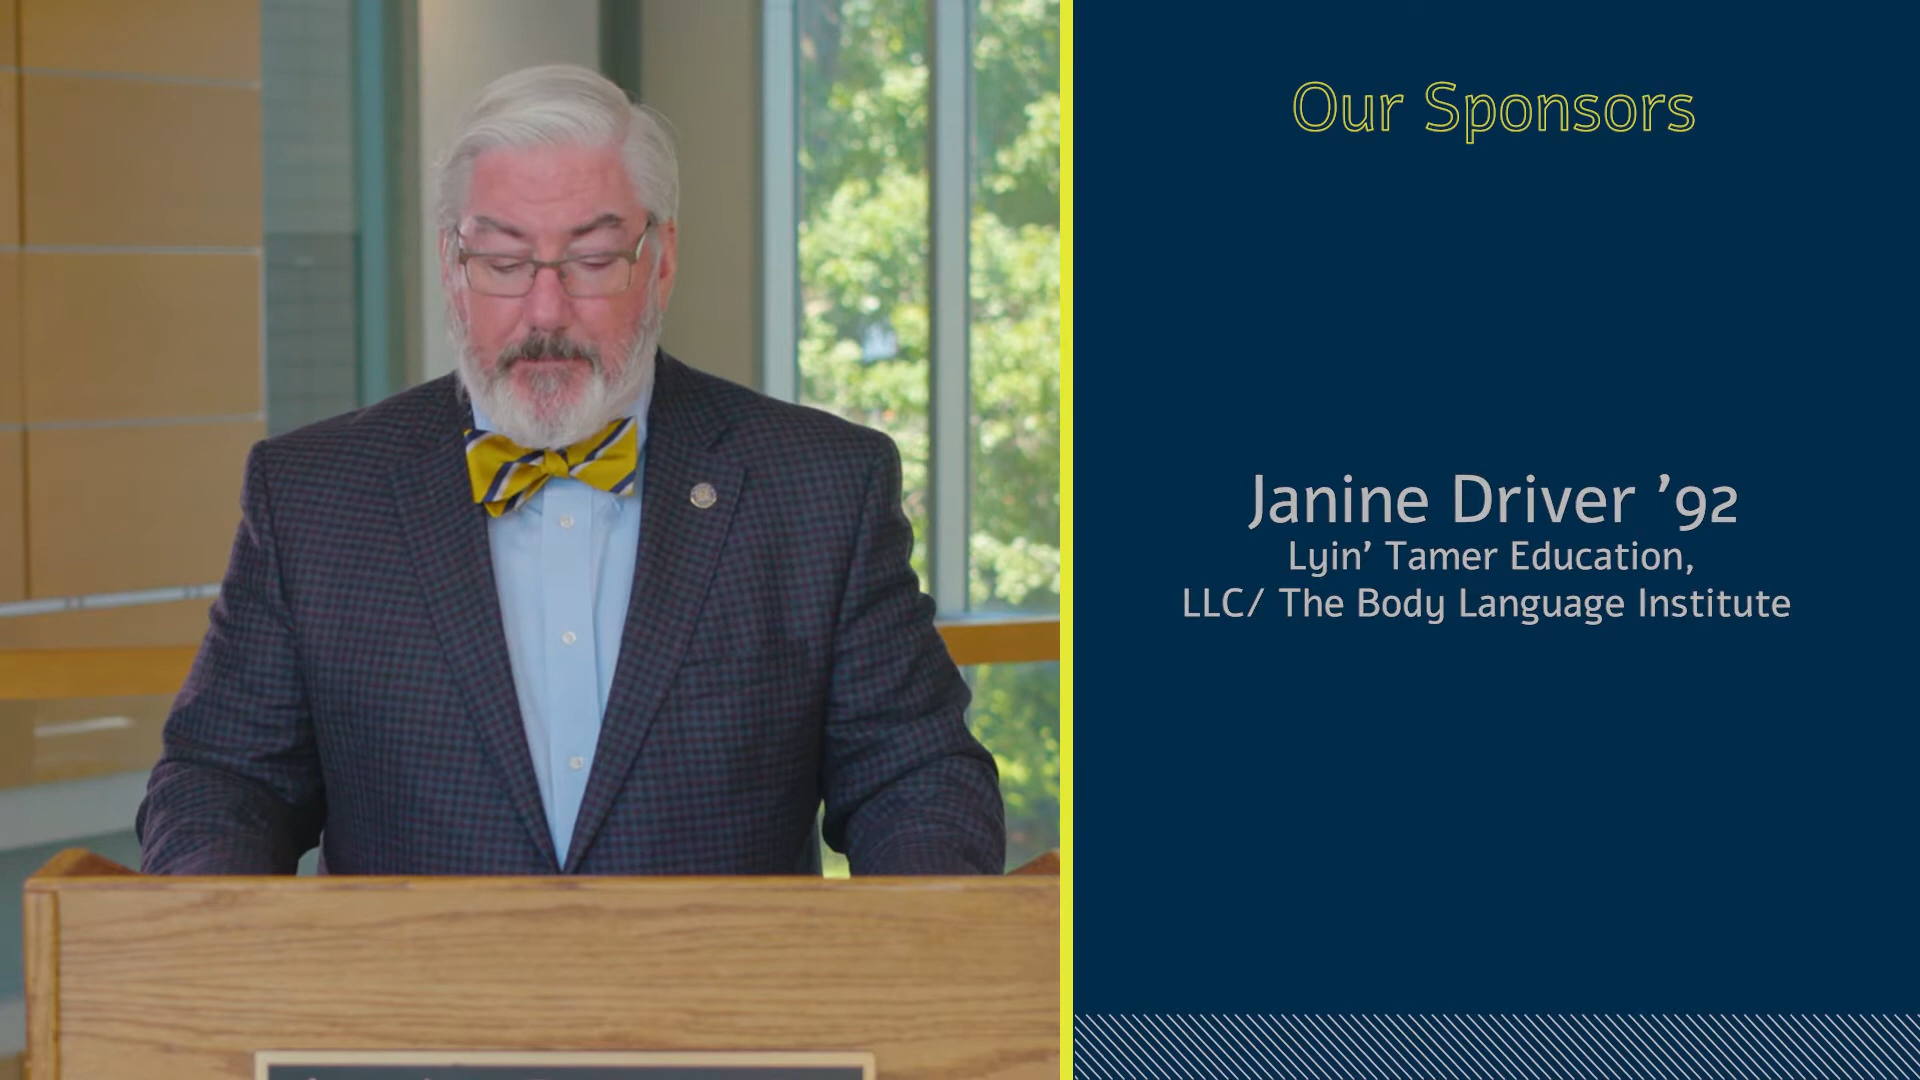 Our Sponsors
Janine Driver ’92
Lyin’ Tamer Education,
LLC/ The Body Language Institute